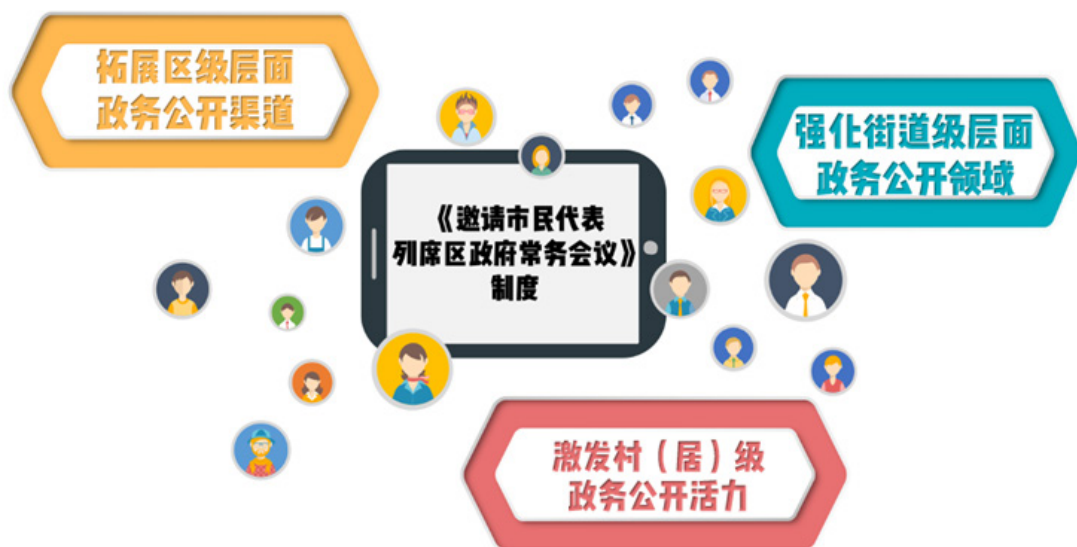 拓展区级层面
政务公开渠道
强化街道级层面
政务公开领域
《邀请市民代表
列席区政府常务会议》
制度
激发村（居）级
政务公开活力